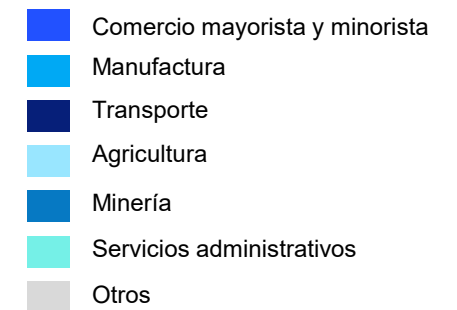 Comercio mayorista y minorista
Manufactura
Transporte
Agricultura
Minería
Servicios administrativos
Otros